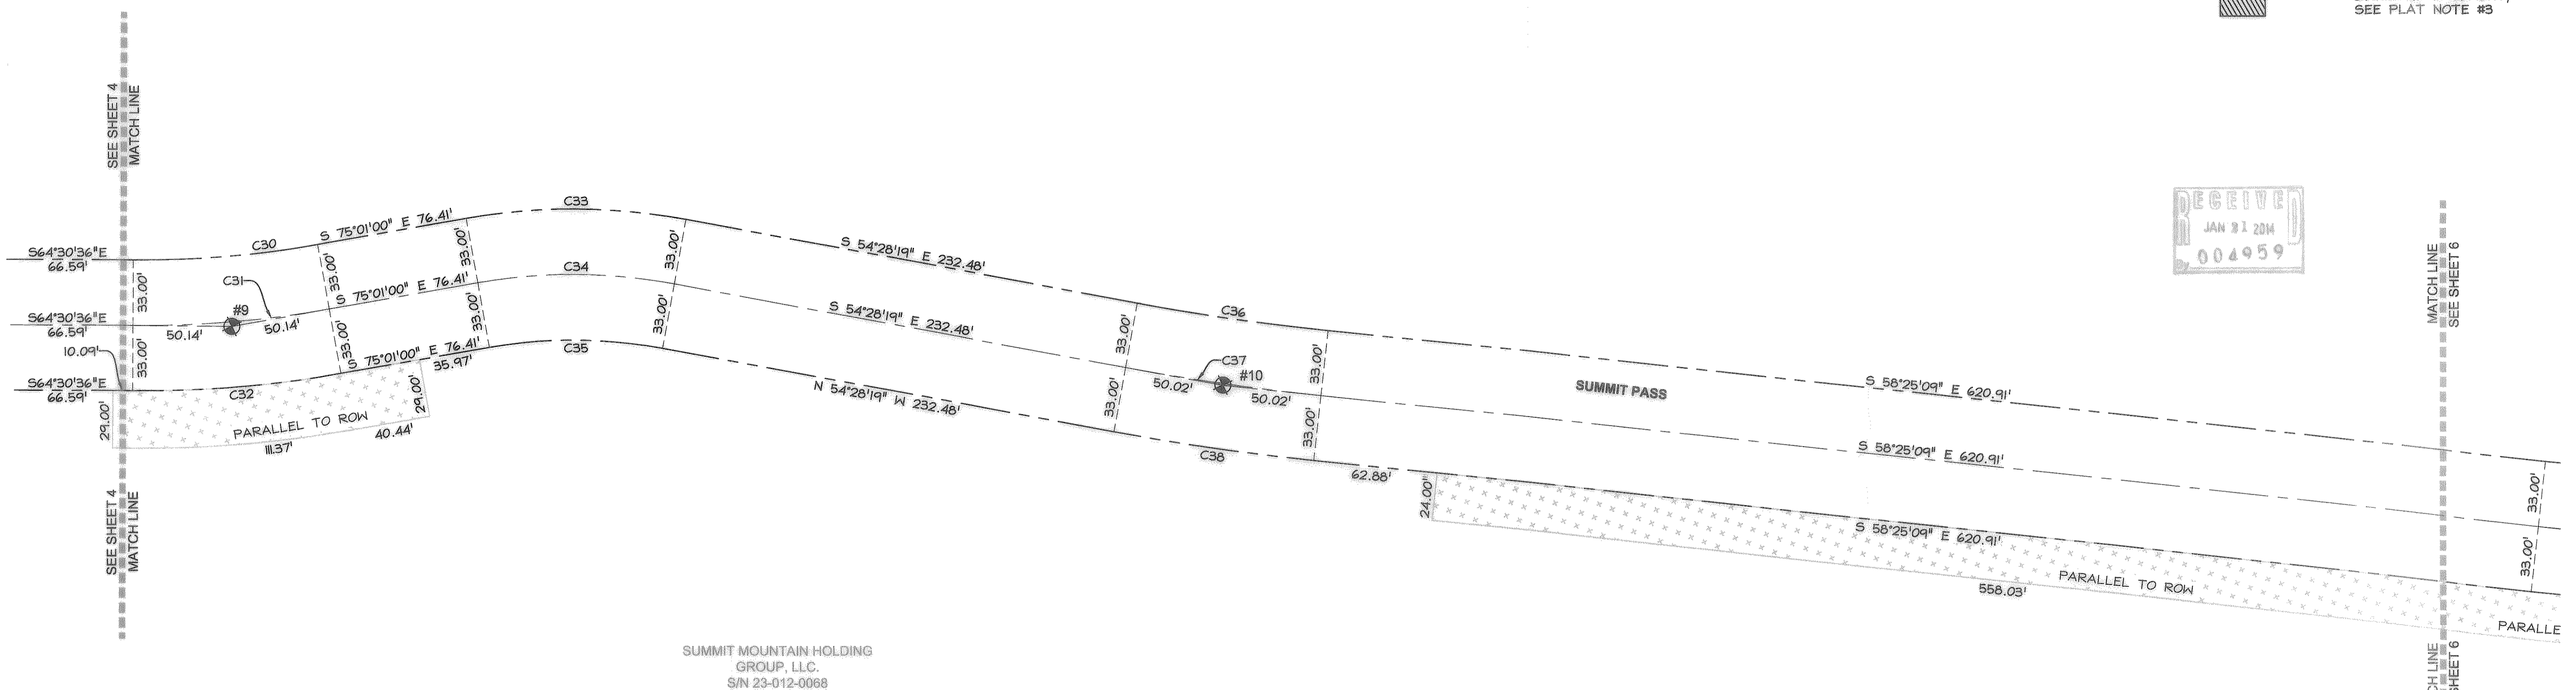 SEE PLAT NOTE #3
SEE SHEET 4
MATCH LINE
RECEIVED
JAN 31 2014
By 004959
MATCH LINE
SEE SHEET 6
C33
S 75°01'00" E 76.41'
C30
S64°30'36"E
66.59'
33.00'
33.00'
33.00'
33.00'
S 54°28'19" E 232.48'
C31
C34
S 75°01'00" E 76.41'
#9
50.14'
50.14'
S64°30'36"E
66.59'
10.09'
33.00'
33.00'
33.00'
33.00'
S 54°28'19" E 232.48'
C36
33.00'
33.00'
C37
#10
50.02'
50.02'
SUMMIT PASS
S 58°25'09" E 620.91'
S 75°01'00" E 76.41'
35.97'
C35
S64°30'36"E
66.59'
C32
29.00'
29.00'
PARALLEL TO ROW
111.37'
40.44'
N 54°28'19" W 232.48'
33.00'
33.00'
C38
62.88'
24.00'
S 58°25'09" E 620.91'
33.00'
33.00'
S 58°25'09" E 620.91'
PARALLEL TO ROW
558.03'
PARALLE
SEE SHEET 4
MATCH LINE
SUMMIT MOUNTAIN HOLDING
GROUP, LLC.
S/N 23-012-0068
CH LINE
SHEET 6